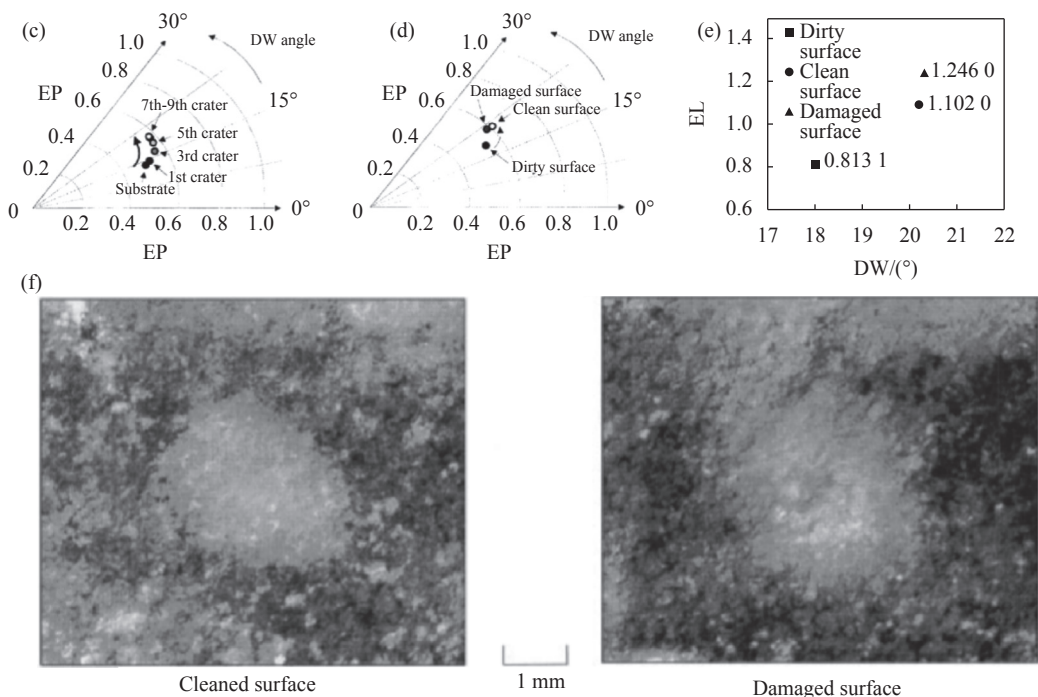 (c)
30°
1.0
DW angle
0.8
EP
0.6
15°
7th-9th crater
0.4
5th crater
3rd crater
0.2
1st crater
Substrate
0
0°
0.2 0.4 0.6 0.8 1.0
EP
(d)
30°
1.0
DW angle
0.8
Damaged surface
EP
0.6
Clean surface
15°
0.4
0.2
Dirty surface
0
0°
0.2 0.4 0.6 0.8 1.0
EP
(e)
1.4
Dirty
surface
1.246 0
Clean
surface
1.2
1.102 0
EL
1.0
Damaged
surface
0.8
0.813 1
0.6
17 18 19 20 21 22
DW/(°)
(f)
Cleaned surface
1 mm
Damaged surface